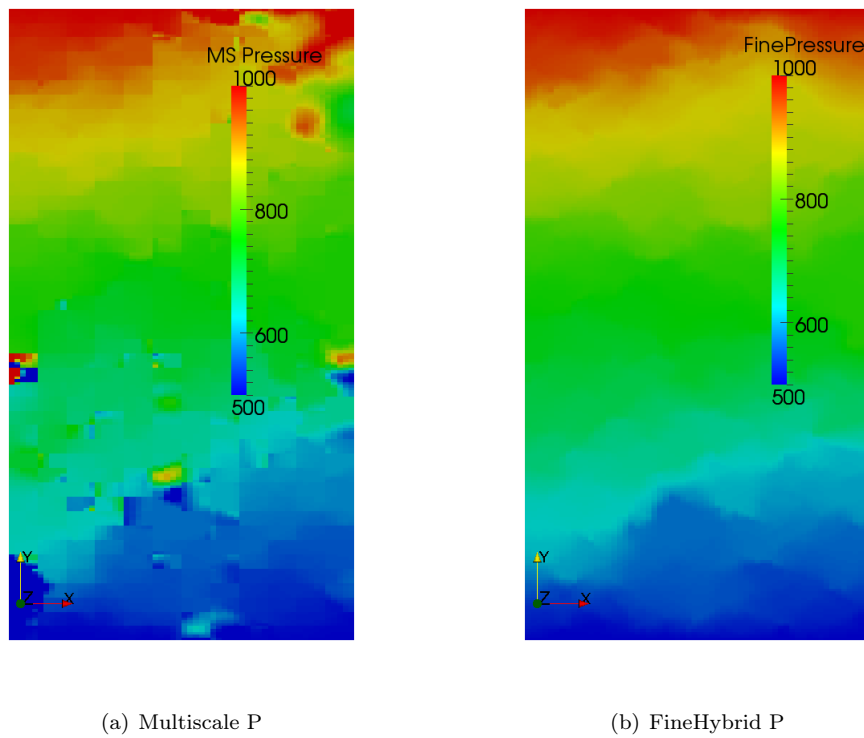 MS Pressure
1000
800
600
500
Y
Z X
FinePressure
1000
800
600
500
Y
Z X
(a) Multiscale P
(b) FineHybrid P